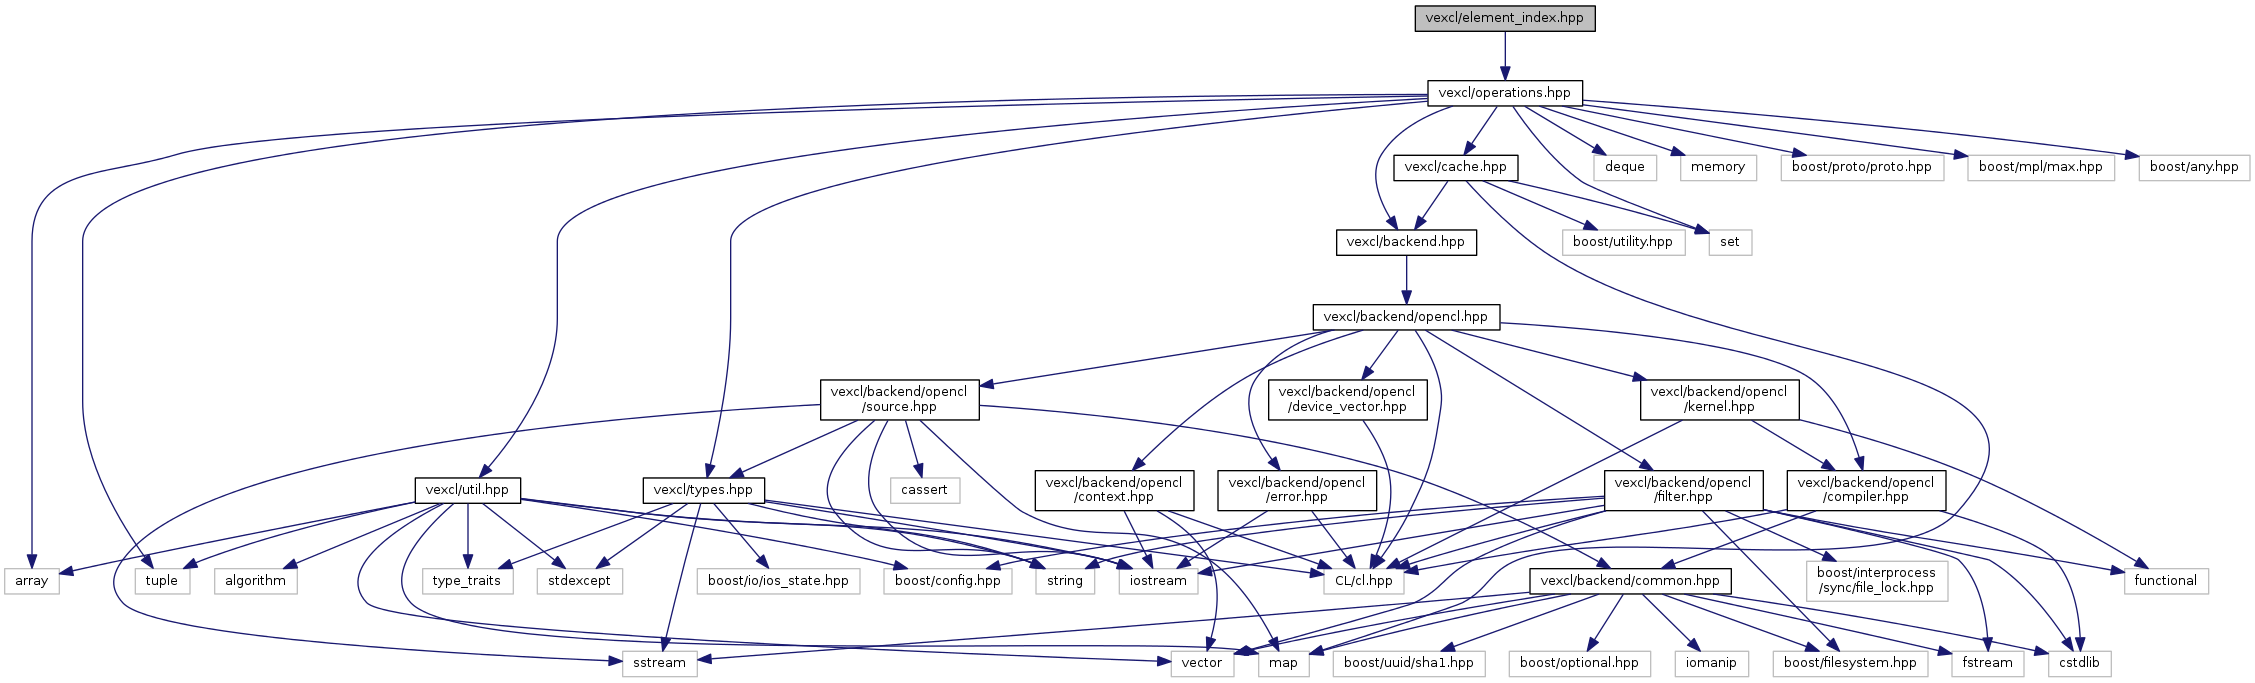 vexcl/element_index.hpp
vexcl/operations.hpp
vexcl/cache.hpp
deque
memory
boost/proto/proto.hpp
boost/mpl/max.hpp
boost/any.hpp
vexcl/backend.hpp
boost/utility.hpp
set
vexcl/backend/opencl.hpp
vexcl/backend/opencl
/source.hpp
vexcl/backend/opencl
/device_vector.hpp
vexcl/backend/opencl
/kernel.hpp
vexcl/util.hpp
vexcl/types.hpp
cassert
vexcl/backend/opencl
/context.hpp
vexcl/backend/opencl
/error.hpp
vexcl/backend/opencl
/filter.hpp
vexcl/backend/opencl
/compiler.hpp
array
tuple
algorithm
type_traits
stdexcept
boost/io/ios_state.hpp
boost/config.hpp
string
iostream
CL/cl.hpp
vexcl/backend/common.hpp
boost/interprocess
/sync/file_lock.hpp
functional
sstream
vector
map
boost/uuid/sha1.hpp
boost/optional.hpp
iomanip
boost/filesystem.hpp
fstream
cstdlib